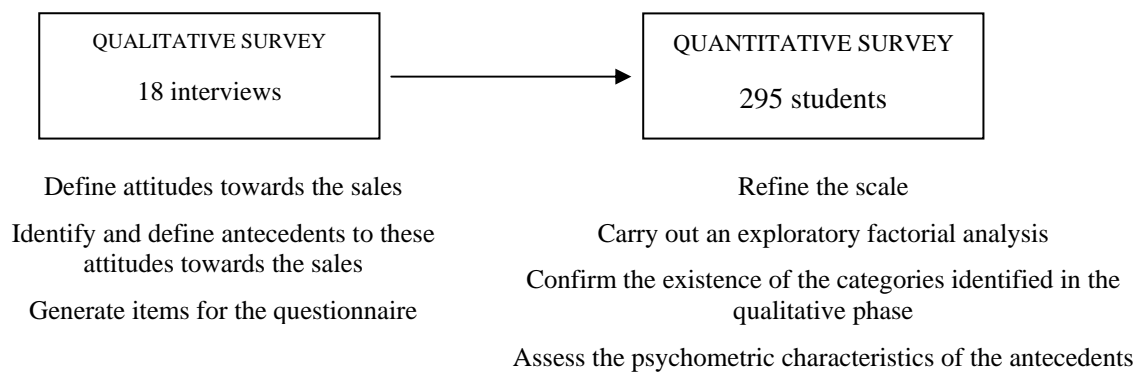 QUALITATIVE SURVEY
18 interviews
Define attitudes towards the sales
Identify and define antecedents to these
attitudes towards the sales
Generate items for the questionnaire
QUANTITATIVE SURVEY
295 students
Refine the scale
Carry out an exploratory factorial analysis
Confirm the existence of the categories identified in the
qualitative phase
Assess the psychometric characteristics of the antecedents